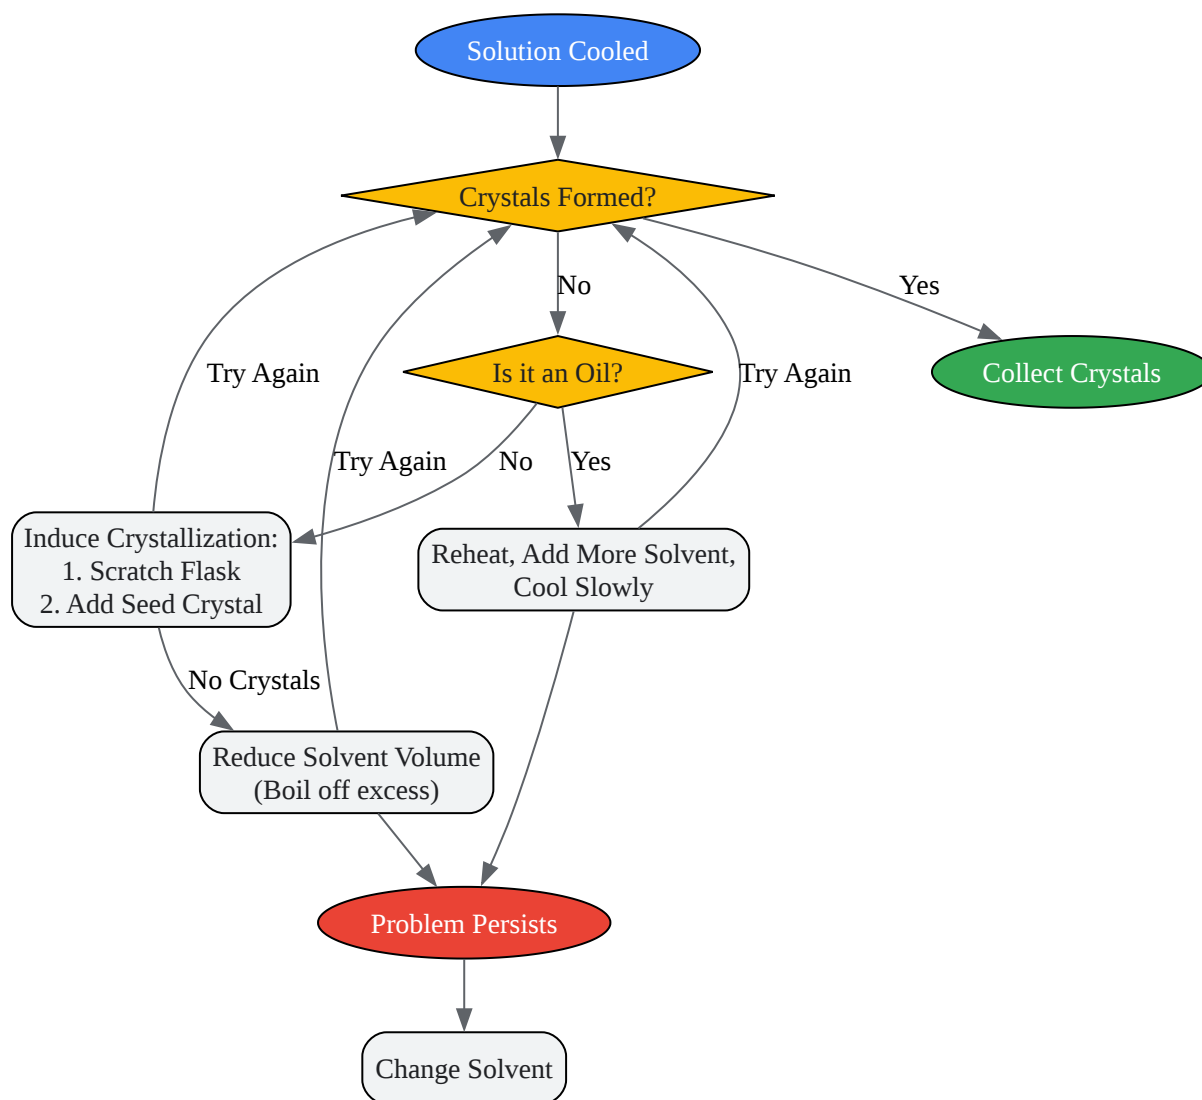 Solution Cooled
Crystals Formed?
No
Yes
Is it an Oil?
Collect Crystals
Try Again
Try Again
Try Again
No
Yes
Induce Crystallization:
1. Scratch Flask
2. Add Seed Crystal
Reheat, Add More Solvent,
Cool Slowly
No Crystals
Reduce Solvent Volume
(Boil off excess)
Problem Persists
Change Solvent